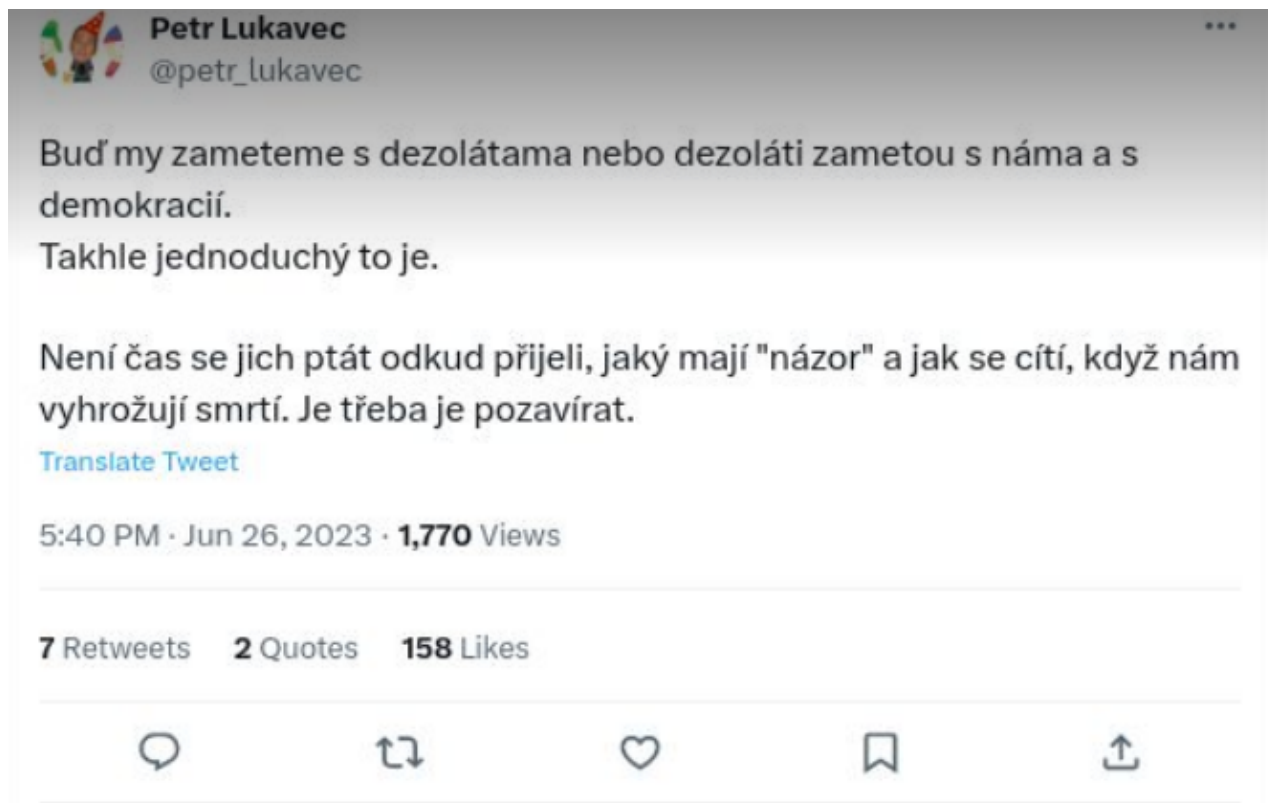 Petr Lukavec
@petr_lukavec
Buď my zameteme s dezolátama nebo dezoláti zametou s náma a s
demokracií.
Takhle jednoduchý to je.
Není čas se jich ptát odkud přijeli, jaký mají "názor" a jak se cítí, když nám
vyhrožují smrtí. Je třeba je pozavírat.
Translate Tweet
5:40 PM · Jun 26, 2023 · 1,770 Views
7 Retweets 2 Quotes 158 Likes